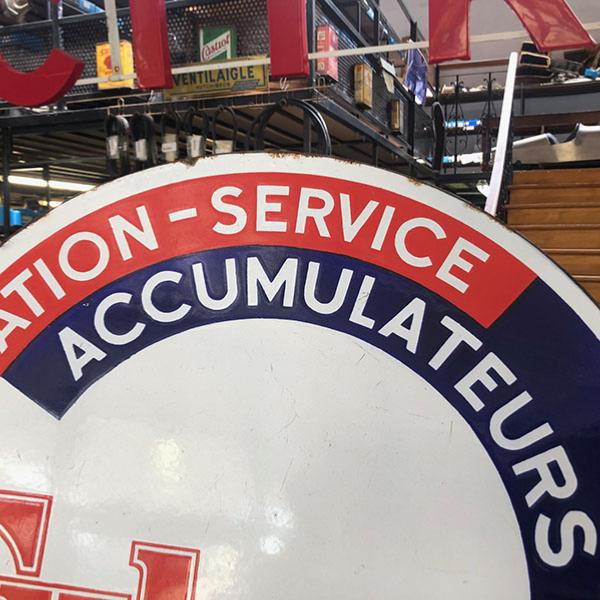 Castrol
VENTILAIGLE
ATION-SERVICE
ACCUMULATEURS